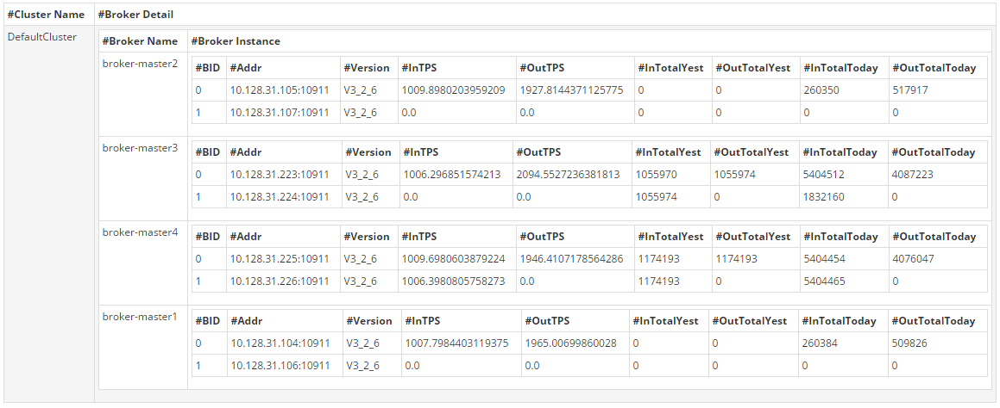 #Cluster Name #Broker Detail
DefaultCluster #Broker Name #Broker Instance
broker-master2 #BID #Addr #Version #InTPS #OutTPS #InTotalYest #OutTotalYest #InTotalToday #OutTotalToday
0 10.128.31.105:10911 V3_2_6 1009.8980203959209 1927.8144371125775 0 0 260350 517917
1 10.128.31.107:10911 V3_2_6 0.0 0.0 0 0 0 0
broker-master3 #BID #Addr #Version #InTPS #OutTPS #InTotalYest #OutTotalYest #InTotalToday #OutTotalToday
0 10.128.31.223:10911 V3_2_6 1006.296851574213 2094.5527236381813 1055970 1055974 5404512 4087223
1 10.128.31.224:10911 V3_2_6 0.0 0.0 1055974 0 1832160 0
broker-master4 #BID #Addr #Version #InTPS #OutTPS #InTotalYest #OutTotalYest #InTotalToday #OutTotalToday
0 10.128.31.225:10911 V3_2_6 1009.6980603879224 1946.4107178564286 1174193 1174193 5404454 4076047
1 10.128.31.226:10911 V3_2_6 1006.3980805758273 0.0 1174193 0 5404465 0
broker-master1 #BID #Addr #Version #InTPS #OutTPS #InTotalYest #OutTotalYest #InTotalToday #OutTotalToday
0 10.128.31.104:10911 V3_2_6 1007.7984403119375 1965.00699860028 0 0 260384 509826
1 10.128.31.106:10911 V3_2_6 0.0 0.0 0 0 0 0